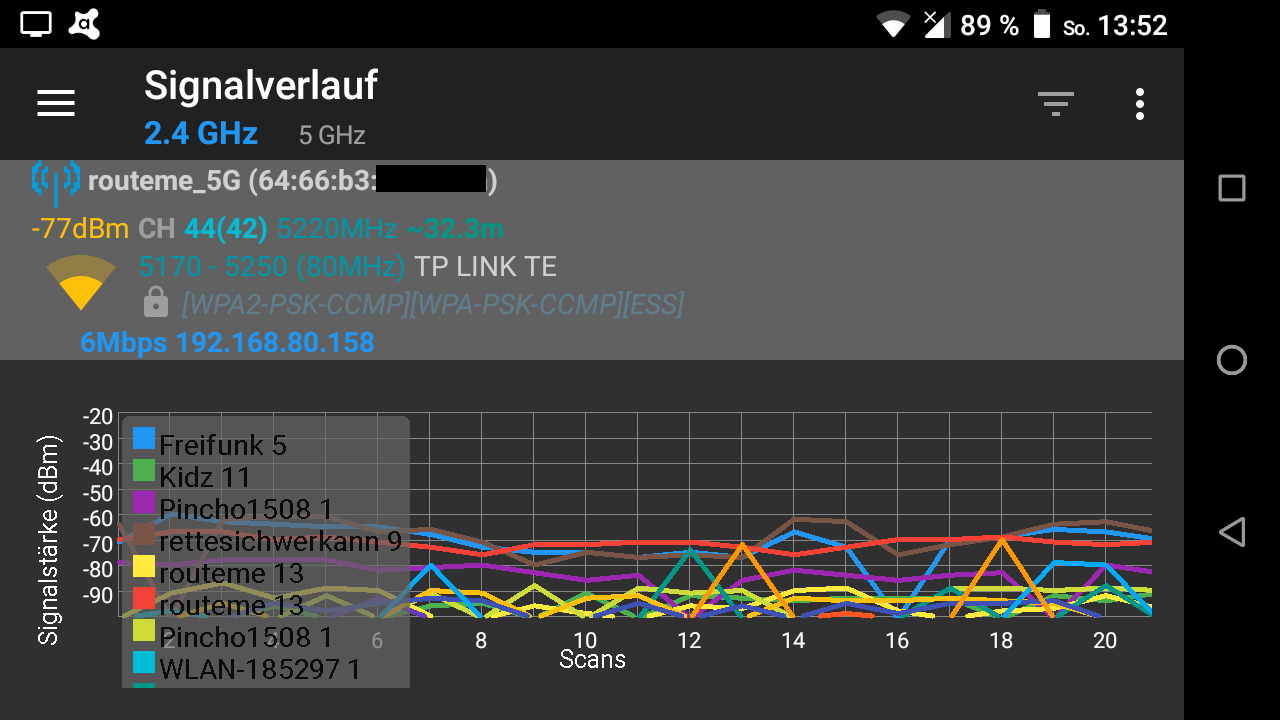 89 % So. 13:52
Signalverlauf
2.4 GHz 5 GHz
routeme_5G (64:66:b3: )
-77dBm CH 44(42) 5220MHz ~32.3m
5170 - 5250 (80MHz) TP LINK TE
[WPA2-PSK-CCMP][WPA-PSK-CCMP][ESS]
6Mbps 192.168.80.158
Signalstärke (dBm)
-20
-30
-40
-50
-60
-70
-80
-90
Freifunk 5
Kidz 11
Pincho1508 1
rettesichwerkann 9
routeme 13
routeme 13
Pincho1508 1
WLAN-185297 1
2 4 6 8 10 12 14 16 18 20
Scans